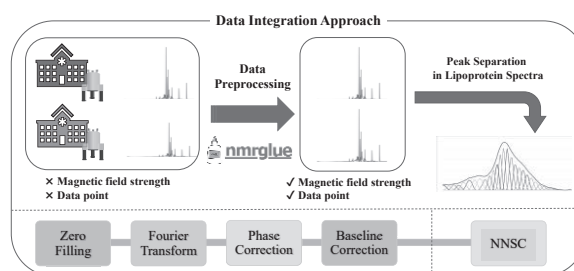 Data Integration Approach
Data
Preprocessing
nmrglue
Peak Separation
in Lipoprotein Spectra
× Magnetic field strength
× Data point
✓ Magnetic field strength
✓ Data point
Zero
Filling
Fourier
Transform
Phase
Correction
Baseline
Correction
NNSC